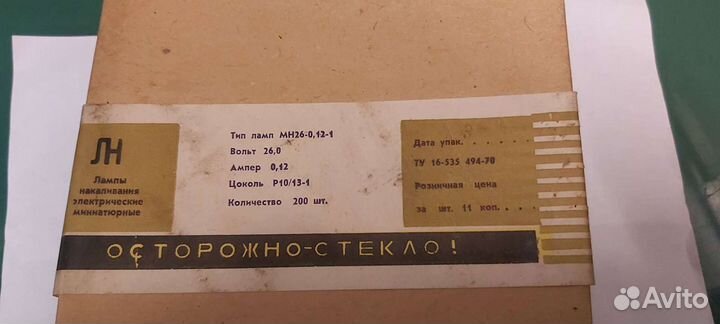 ЛН
Лампы
накаливания
электрические
миниатюрные
Тип ламп МН26-0,12-1
Вольт 26,0
Ампер 0,12
Цоколь Р10/13-1
Количество 200 шт.
Дата упак. . . . .
ТУ 16-535 494-70
Розничная цена
за шт. 11 коп. . . . .
ОСТОРОЖНО-СТЕКЛО!
Avito